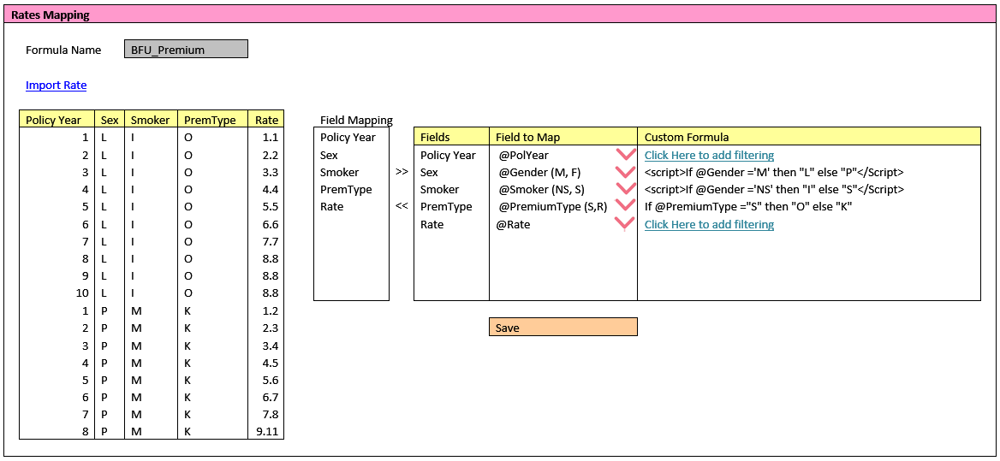 Rates Mapping
Formula Name BFU_Premium
Import Rate
Policy Year Sex Smoker PremType Rate
1 L I O 1.1
2 L I O 2.2
3 L I O 3.3
4 L I O 4.4
5 L I O 5.5
6 L I O 6.6
7 L I O 7.7
8 L I O 8.8
9 L I O 8.8
10 L I O 8.8
1 P M K 1.2
2 P M K 2.3
3 P M K 3.4
4 P M K 4.5
5 P M K 5.6
6 P M K 6.7
7 P M K 7.8
8 P M K 9.11
Field Mapping
Policy Year
Sex
Smoker >>
PremType
Rate <<
Fields Field to Map Custom Formula
Policy Year @PolYear Click Here to add filtering
Sex @Gender (M, F) <script>If @Gender ='M' then "L" else "P"</Script>
Smoker @Smoker (NS, S) <script>If @Gender ='NS' then "I" else "S"</Script>
PremType @PremiumType (S,R) If @PremiumType ="S" then "O" else "K"
Rate @Rate Click Here to add filtering
Save